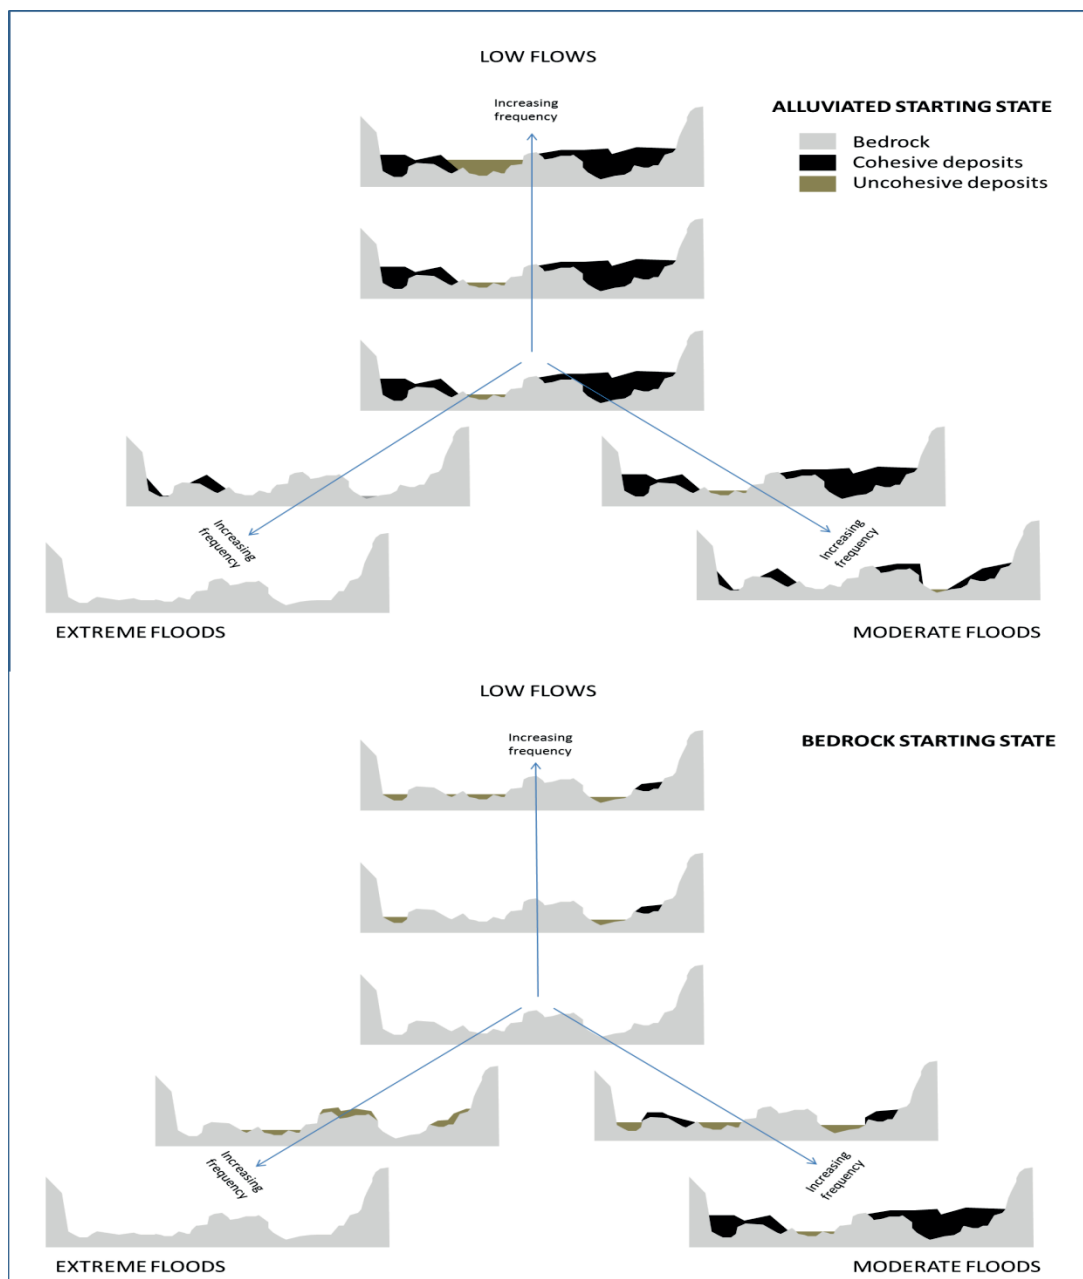 LOW FLOWS
Increasing
frequency
ALLUVIATED STARTING STATE
Bedrock
Cohesive deposits
Uncohesive deposits
Increasing
frequency
Increasing
frequency
EXTREME FLOODS
MODERATE FLOODS
LOW FLOWS
Increasing
frequency
BEDROCK STARTING STATE
Increasing
frequency
Increasing
frequency
EXTREME FLOODS
MODERATE FLOODS